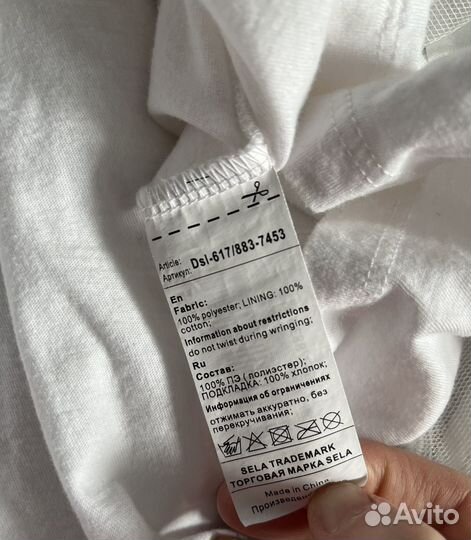 Article:
Артикул: Dsl-617/883-7453
En
Fabric:
100% polyester; LINING: 100%
cotton;
Information about restrictions
do not twist during wringing;
Ru
Состав:
100% ПЭ ( полиэстер);
ПОДКЛАДКА: 100% хлопок;
Информация об ограничениях
отжимать аккуратно, без
перекручивания;
SELA TRADEMARK
ТОРГОВАЯ МАРКА SELA
Made in China
Произведено
Avito